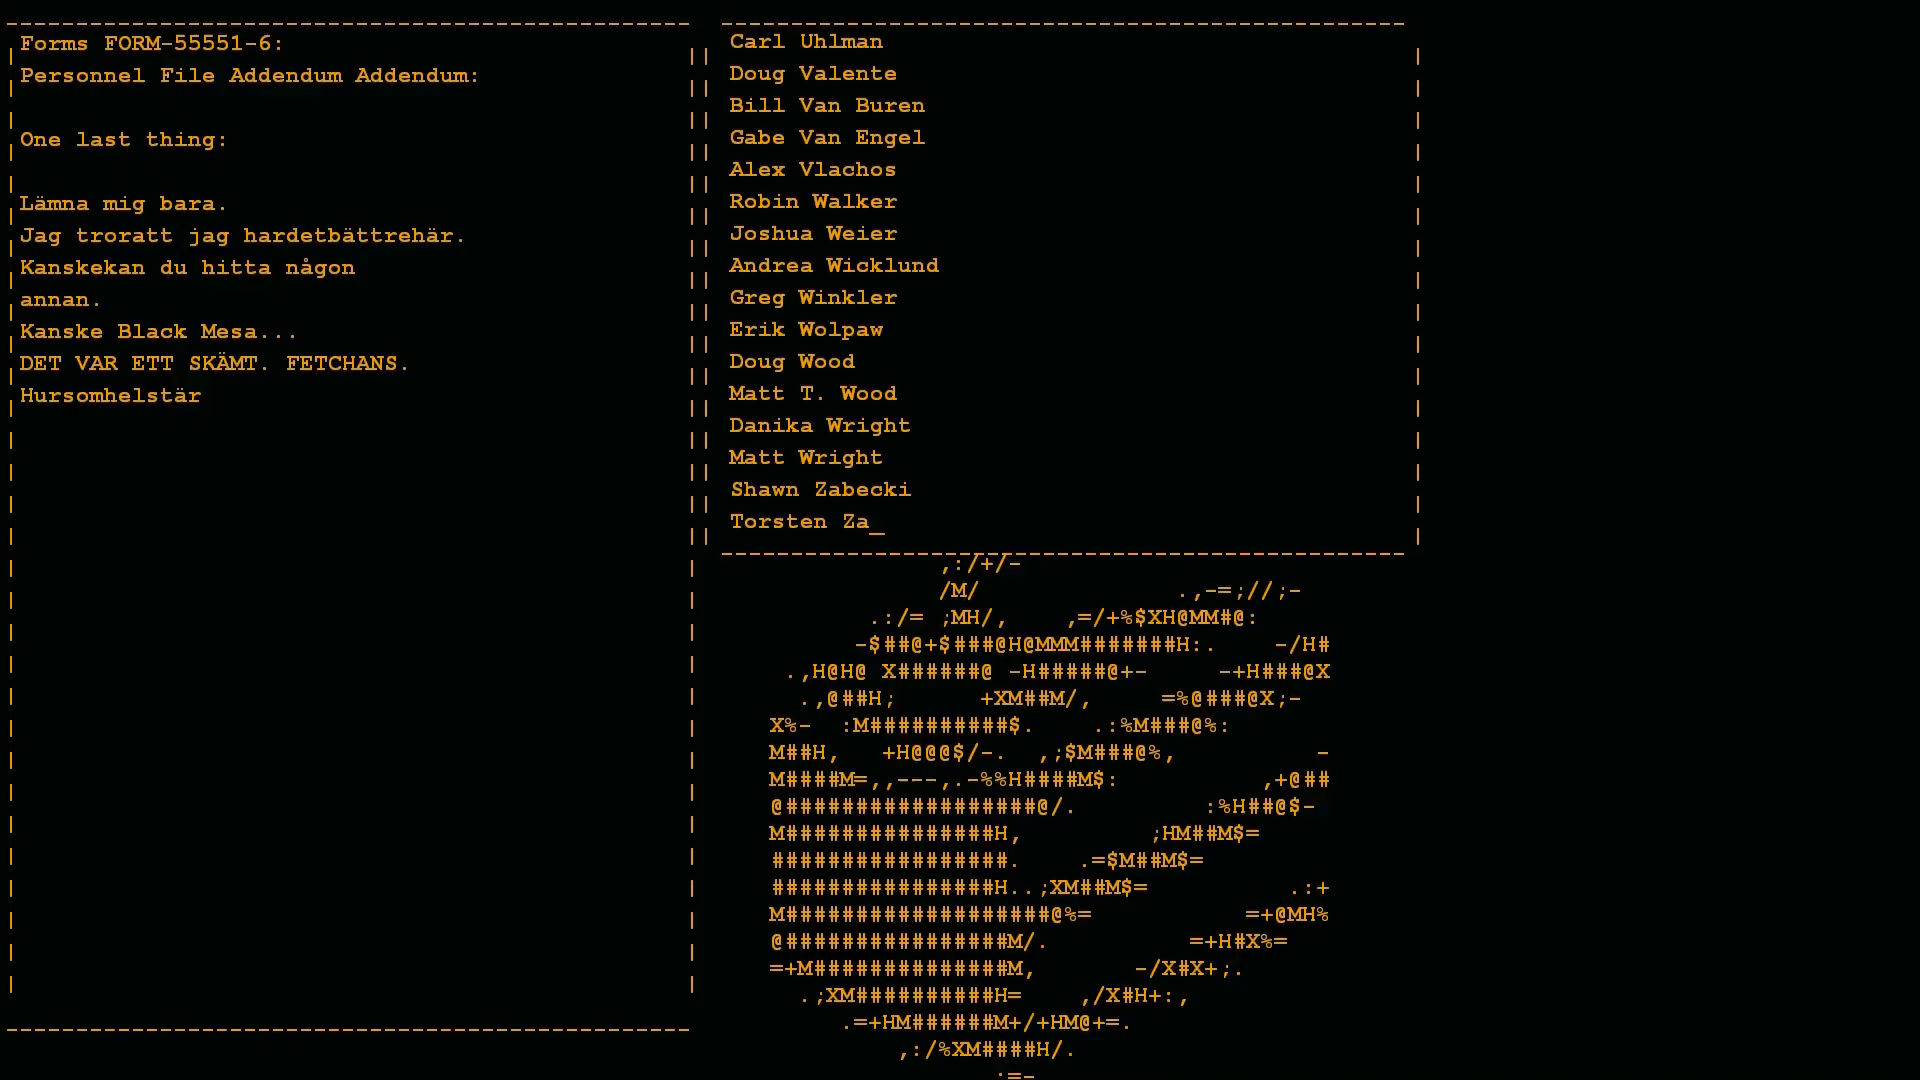 Forms FORM-55551-6:
Personnel File Addendum Addendum:
One last thing:
Lämna mig bara.
Jag troratt jag hardetbättrehär.
Kanskekan du hitta någon
annan.
Kanske Black Mesa...
DET VAR ETT SKÄMT. FETCHANS.
Hursomhelstär
Carl Uhlman
Doug Valente
Bill Van Buren
Gabe Van Engel
Alex Vlachos
Robin Walker
Joshua Weier
Andrea Wicklund
Greg Winkler
Erik Wolpaw
Doug Wood
Matt T. Wood
Danika Wright
Matt Wright
Shawn Zabecki
Torsten Za_